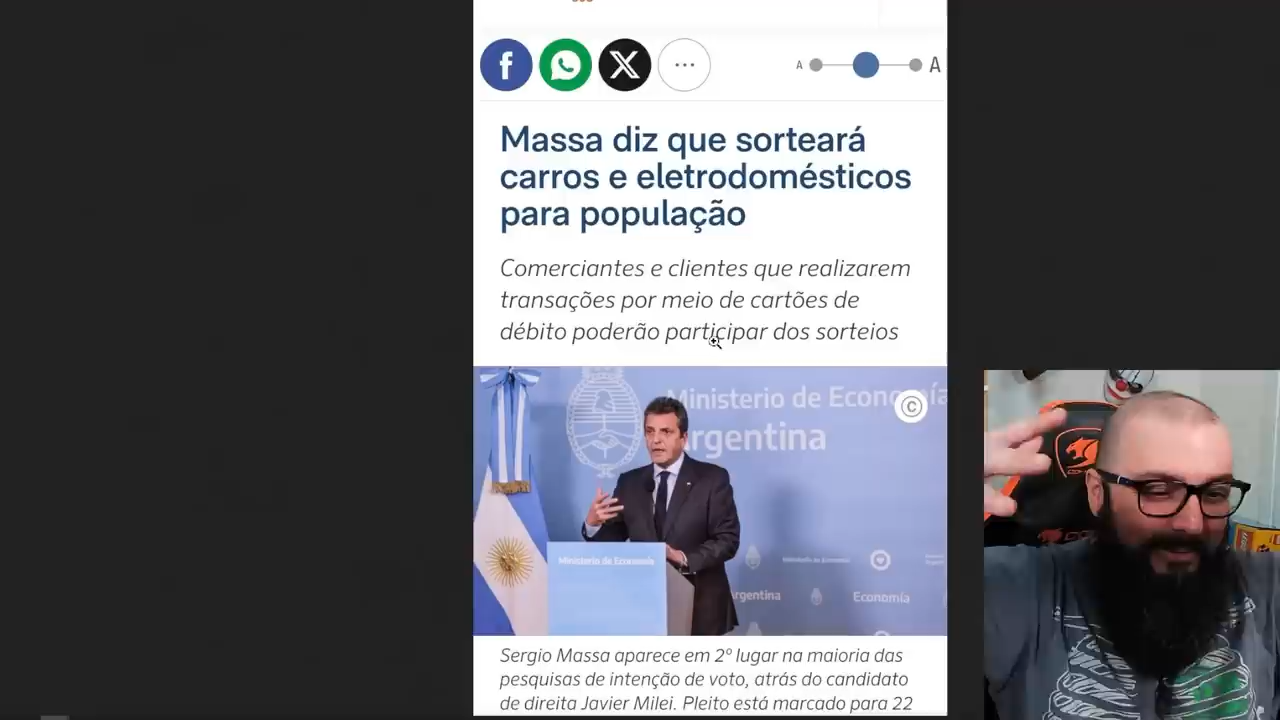 A A
Massa diz que sorteará
carros e eletrodomésticos
para população
Comerciantes e clientes que realizarem
transações por meio de cartões de
débito poderão participar dos sorteios
Ministerio de Economía
Argentina
Ministerio de Economía
Argentina
Economía
Sergio Massa aparece em 2º lugar na maioria das
pesquisas de intenção de voto, atrás do candidato
de direita Javier Milei. Pleito está marcado para 22